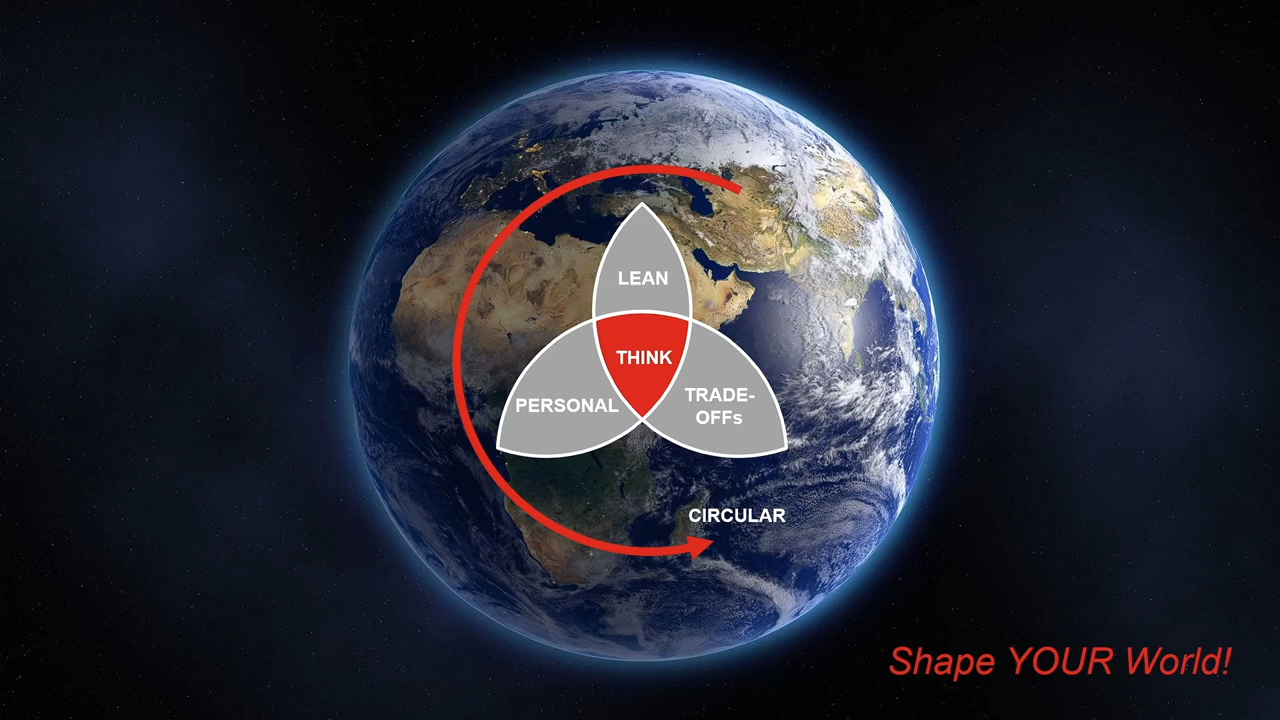 LEAN
THINK
PERSONAL
TRADE-
OFFs
CIRCULAR
Shape YOUR World!